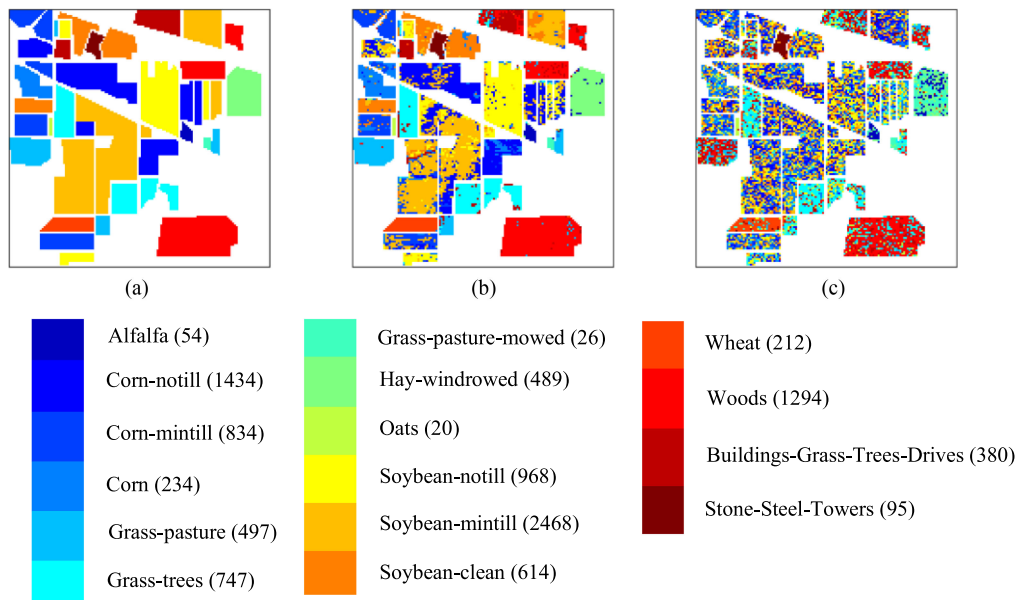 (a)
(b)
(c)
Alfalfa (54)
Corn-notill (1434)
Corn-mintill (834)
Corn (234)
Grass-pasture (497)
Grass-trees (747)
Grass-pasture-mowed (26)
Hay-windrowed (489)
Oats (20)
Soybean-notill (968)
Soybean-mintill (2468)
Soybean-clean (614)
Wheat (212)
Woods (1294)
Buildings-Grass-Trees-Drives (380)
Stone-Steel-Towers (95)